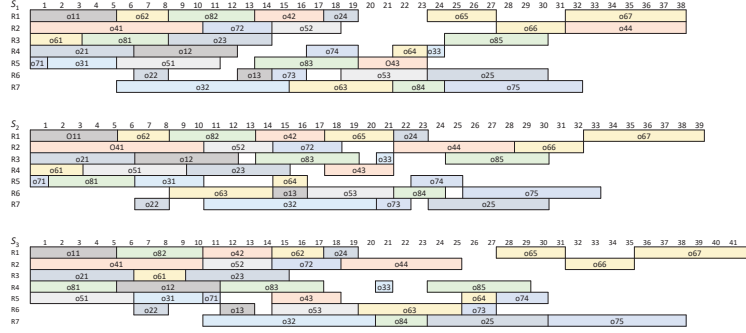 S1 1 2 3 4 5 6 7 8 9 10 11 12 13 14 15 16 17 18 19 20 21 22 23 24 25 26 27 28 29 30 31 32 33 34 35 36 37 38
R1 o11 o62 o82 o42 o24 o65 o67
R2 o41 o72 o52 o66 o44
R3 o61 o81 o23 o85
R4 o21 o12 o74 o64 o33
R5 o71 o31 o51 o83 O43
R6 o22 o13 o73 o53 o25
R7 o32 o63 o84 o75
S2 1 2 3 4 5 6 7 8 9 10 11 12 13 14 15 16 17 18 19 20 21 22 23 24 25 26 27 28 29 30 31 32 33 34 35 36 37 38 39
R1 O11 o62 o82 o42 o65 o24 o67
R2 O41 o52 o72 o44 o66
R3 o21 o12 o83 o33 o85
R4 o61 o51 o23 o43
R5 o71 o81 o31 o64 o74
R6 o63 o13 o53 o84 o75
R7 o22 o32 o73 o25
S3 1 2 3 4 5 6 7 8 9 10 11 12 13 14 15 16 17 18 19 20 21 22 23 24 25 26 27 28 29 30 31 32 33 34 35 36 37 38 39 40 41
R1 o11 o82 o42 o62 o24 o65 o67
R2 o41 o52 o72 o44 o66
R3 o21 o61 o23
R4 o81 o12 o83 o33 o85
R5 o51 o31 o71 o43 o64 o74
R6 o22 o13 o53 o63 o73
R7 o32 o84 o25 o75